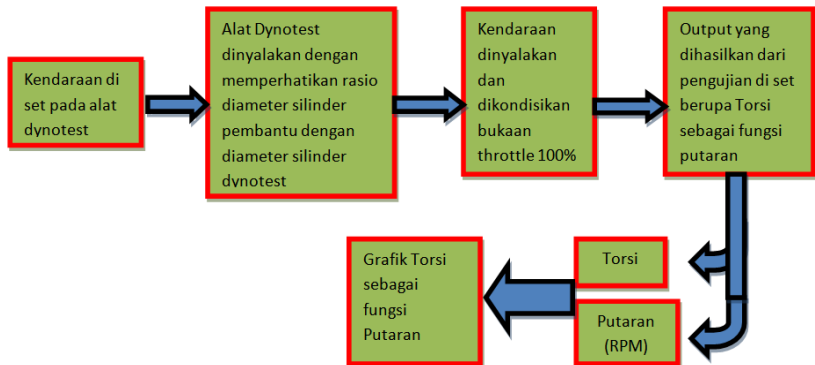 Kendaraan di
set pada alat
dynotest
Alat Dynotest
dinyalakan dengan
memperhatikan rasio
diameter silinder
pembantu dengan
diameter silinder
dynotest
Kendaraan
dinyalakan
dan
dikondisikan
bukaan
throttle 100%
Output yang
dihasilkan dari
pengujian di set
berupa Torsi
sebagai fungsi
putaran
Torsi
Putaran
(RPM)
Grafik Torsi
sebagai
fungsi
Putaran